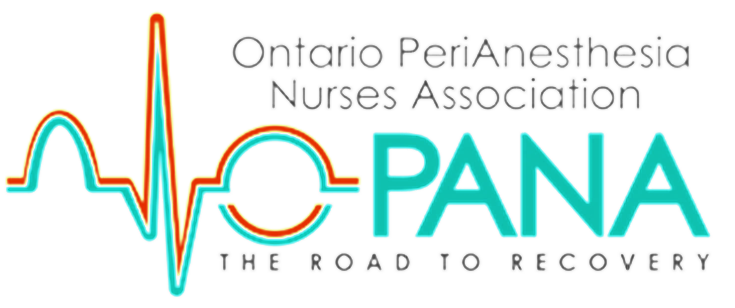 Ontario PeriAnesthesia
Nurses Association
OPANA
THE ROAD TO RECOVERY